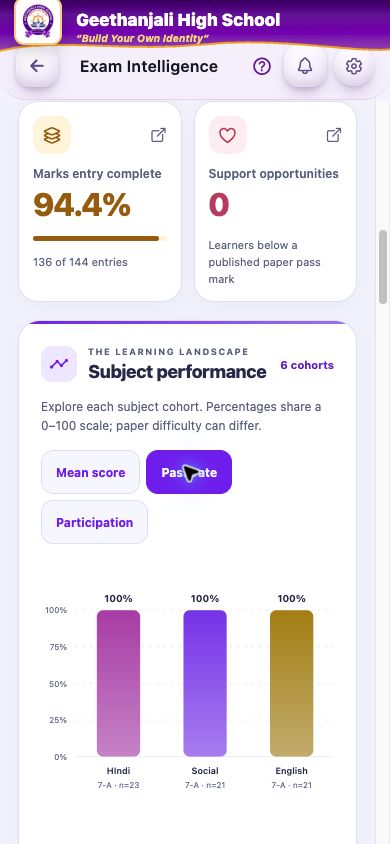 Geethanjali High School
"Build Your Own Identity"
Exam Intelligence
Marks entry complete
94.4%
136 of 144 entries
Support opportunities
0
Learners below a
published paper pass
mark
THE LEARNING LANDSCAPE
Subject performance
6 cohorts
Explore each subject cohort. Percentages share a
0–100 scale; paper difficulty can differ.
Mean score
Participation
100%
100%
100%
100%
75%
50%
25%
0%
HIndi
Social
English
7-A · n=23
7-A · n=21
7-A · n=21